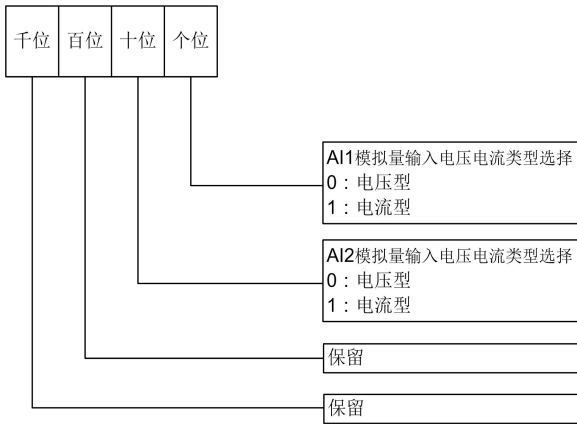 千位 百位 十位 个位
AI1模拟量输入电压电流类型选择
0：电压型
1：电流型
AI2模拟量输入电压电流类型选择
0：电压型
1：电流型
保留
保留